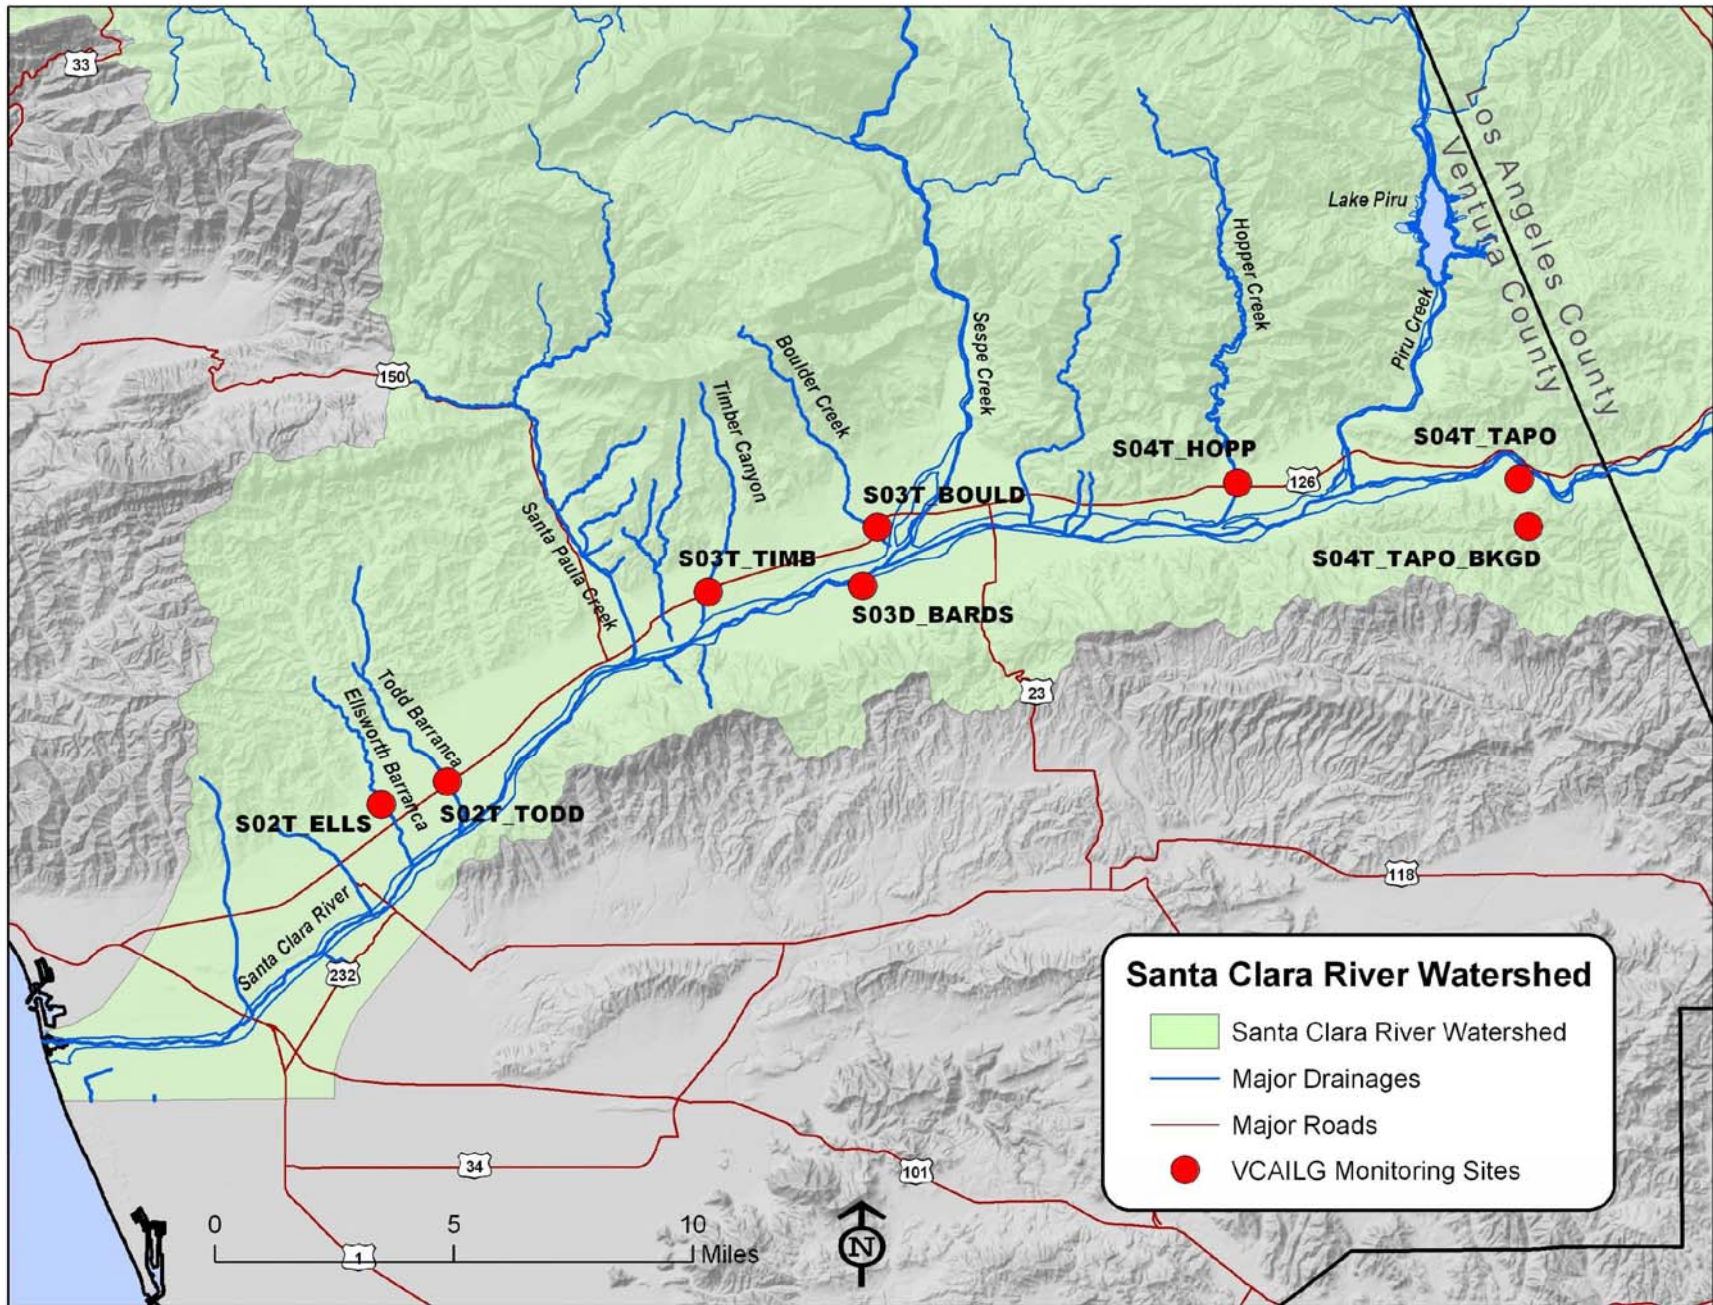 33
Los Angeles County
Ventura County
Lake Piru
Hopper Creek
Piru Creek
Sespe Creek
Boulder Creek
Timber Canyon
150
S04T_HOPP
S04T_TAPO
126
S03T_BOULD
Santa Paula Creek
S03T_TIMB
S04T_TAPO_BKGD
S03D_BARDS
23
Todd Barranca
Ellsworth Barranca
S02T_ELLS
S02T_TODD
118
Santa Clara River
232
Santa Clara River Watershed
Santa Clara River Watershed
Major Drainages
Major Roads
VCAILG Monitoring Sites
34
101
0 5 10
Miles
N
1